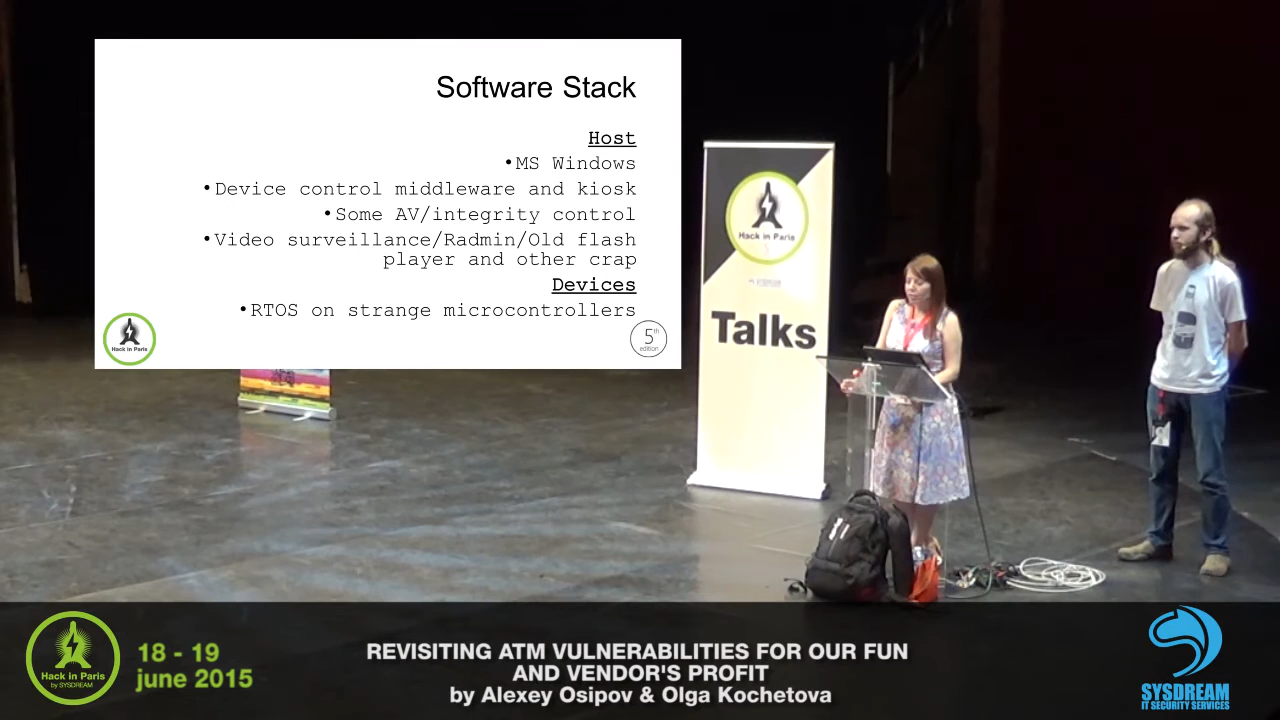 Software Stack
Host
•MS Windows
•Device control middleware and kiosk
•Some AV/integrity control
•Video surveillance/Radmin/Old flash
player and other crap
Devices
•RTOS on strange microcontrollers
Hack in Paris
5th
edition
Hack in Paris
Talks
Hack in Paris
by SYSDREAM
18 - 19
june 2015
REVISITING ATM VULNERABILITIES FOR OUR FUN
AND VENDOR'S PROFIT
by Alexey Osipov & Olga Kochetova
SYSDREAM
IT SECURITY SERVICES